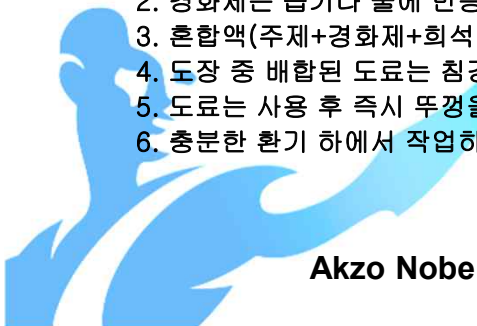 3. 혼합액(주제+경화제+희석
4. 도장 중 배합된 도료는 침
5. 도료는 사용 후 즉시 뚜껑을
6. 충분한 환기 하에서 작업하
Akzo Nobe